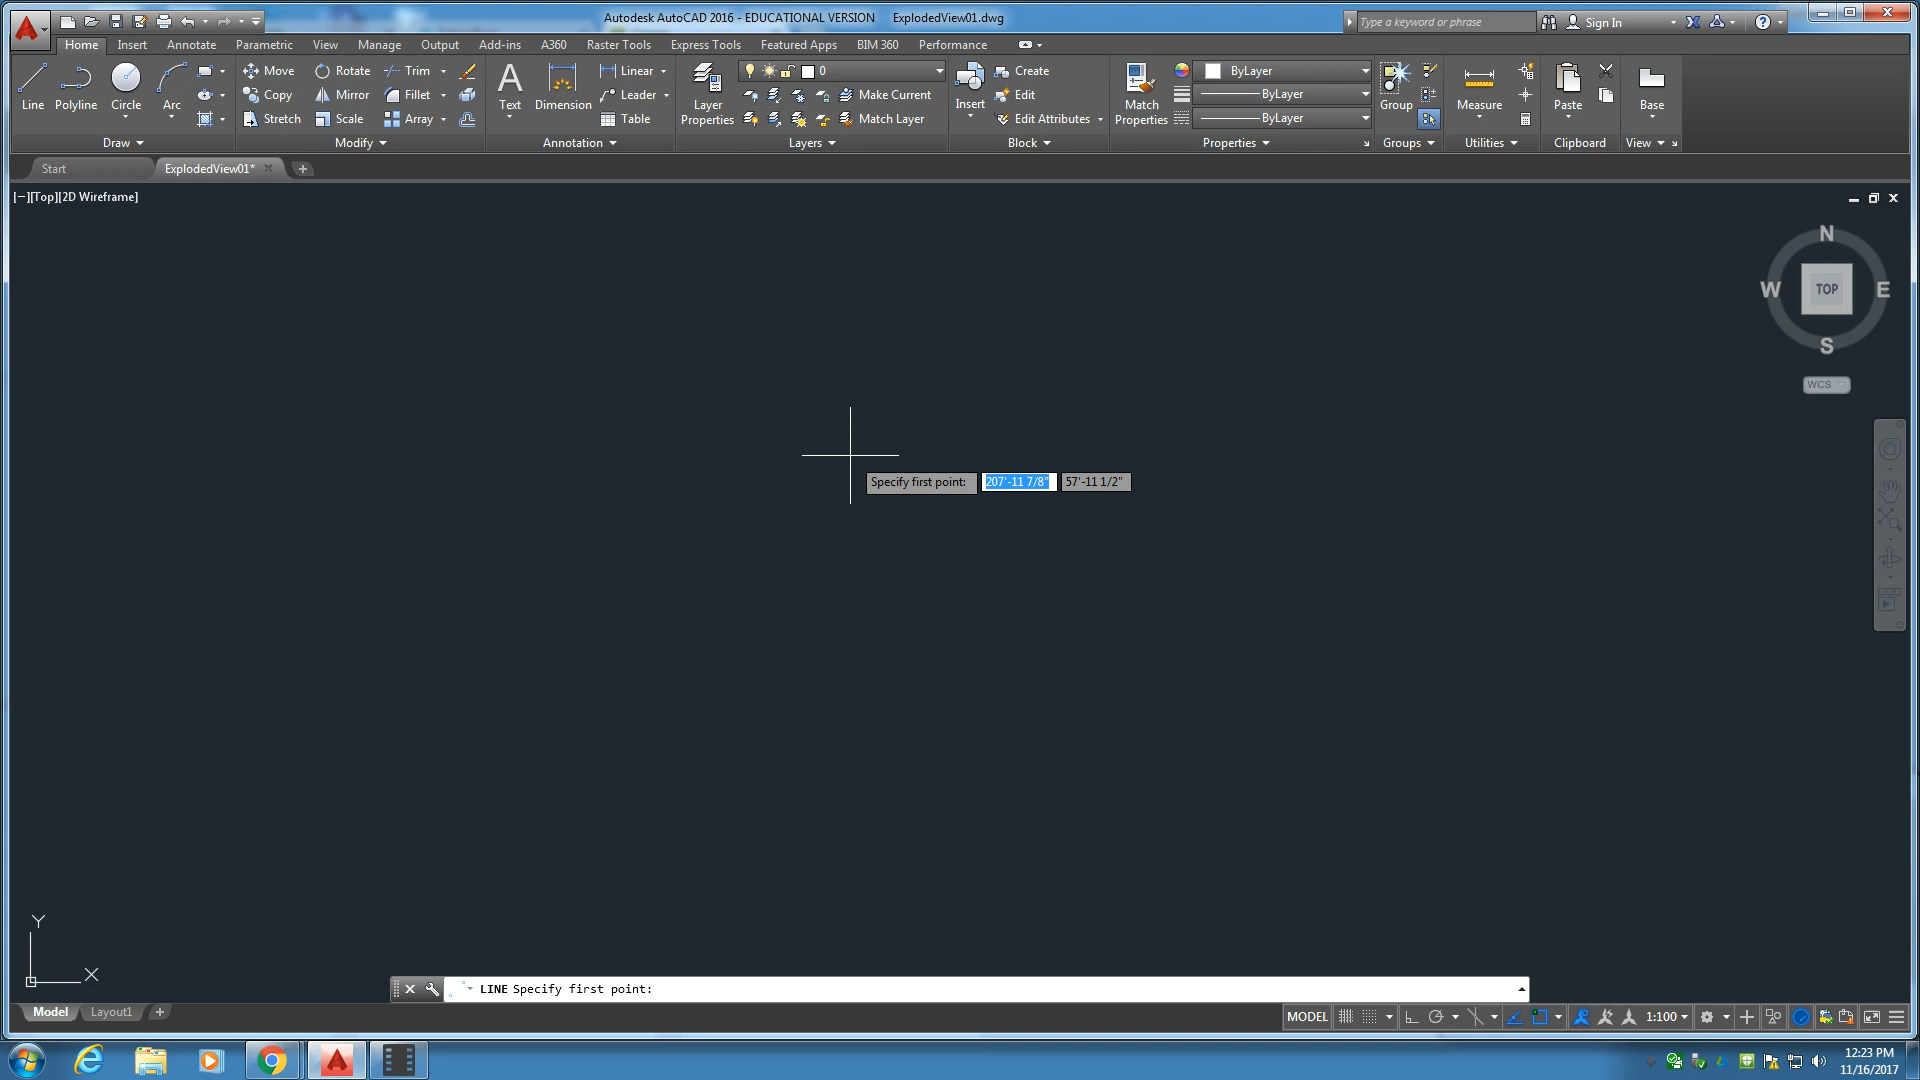 Autodesk AutoCAD 2016 - EDUCATIONAL VERSION ExplodedView01.dwg
Type a keyword or phrase
Sign In
Home Insert Annotate Parametric View Manage Output Add-ins A360 Raster Tools Express Tools Featured Apps BIM 360 Performance
Move Rotate Trim Linear 0 Create ByLayer
Line Polyline Circle Arc
Copy Mirror Fillet Text Dimension Leader Layer Properties Make Current Insert Edit Match Properties ByLayer Group Measure Paste Base
Stretch Scale Array Table Match Layer Edit Attributes ByLayer
Draw Modify Annotation Layers Block Properties Groups Utilities Clipboard View
Start ExplodedView01*
[−][Top][2D Wireframe]
N
W TOP E
S
WCS
Specify first point: 207'-11 7/8" 57'-11 1/2"
Y
X
LINE Specify first point:
Model Layout1 +
MODEL 1:100
12:23 PM
11/16/2017